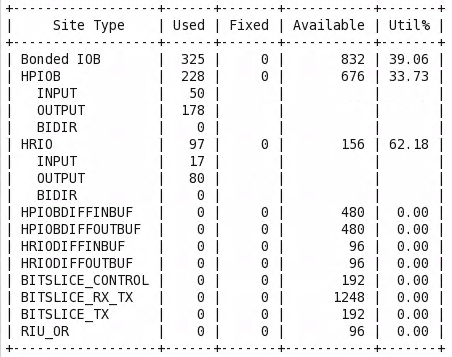 +------------------+------+-------+-----------+-------+
|    Site Type     | Used | Fixed | Available | Util% |
+------------------+------+-------+-----------+-------+
| Bonded IOB       |  325 |     0 |       832 | 39.06 |
| HPIOB            |  228 |     0 |       676 | 33.73 |
|   INPUT          |   50 |       |           |       |
|   OUTPUT         |  178 |       |           |       |
|   BIDIR          |    0 |       |           |       |
| HRIO             |   97 |     0 |       156 | 62.18 |
|   INPUT          |   17 |       |           |       |
|   OUTPUT         |   80 |       |           |       |
|   BIDIR          |    0 |       |           |       |
| HPIOBDIFFINBUF   |    0 |     0 |       480 |  0.00 |
| HPIOBDIFFOUTBUF  |    0 |     0 |       480 |  0.00 |
| HRIODIFFINBUF    |    0 |     0 |        96 |  0.00 |
| HRIODIFFOUTBUF   |    0 |     0 |        96 |  0.00 |
| BITSLICE_CONTROL |    0 |     0 |       192 |  0.00 |
| BITSLICE_RX_TX   |    0 |     0 |      1248 |  0.00 |
| BITSLICE_TX      |    0 |     0 |       192 |  0.00 |
| RIU_OR           |    0 |     0 |        96 |  0.00 |
+------------------+------+-------+-----------+-------+